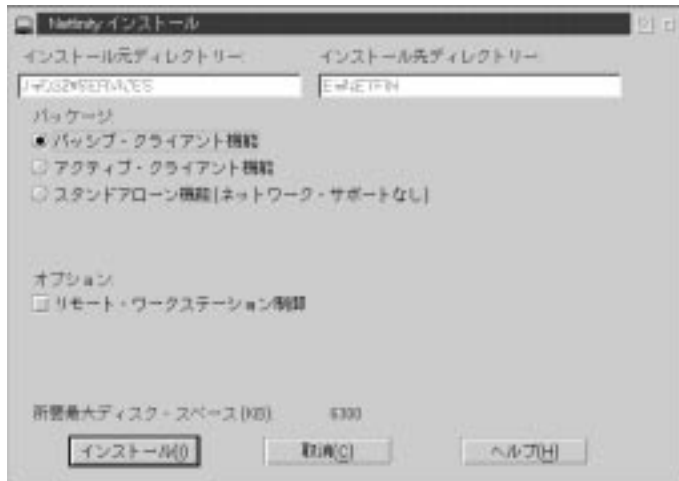 Netfinity インストール
インストール元ディレクトリー:
インストール先ディレクトリー:
E:¥NETFIN
パッケージ:
パッシブ・クライアント機能
アクティブ・クライアント機能
スタンドアローン機能(ネットワーク・サポートなし)
オプション:
リモート・ワークステーション制御
所要最大ディスク・スペース(KB): 6300
インストール(I)
取消(C)
ヘルプ(H)